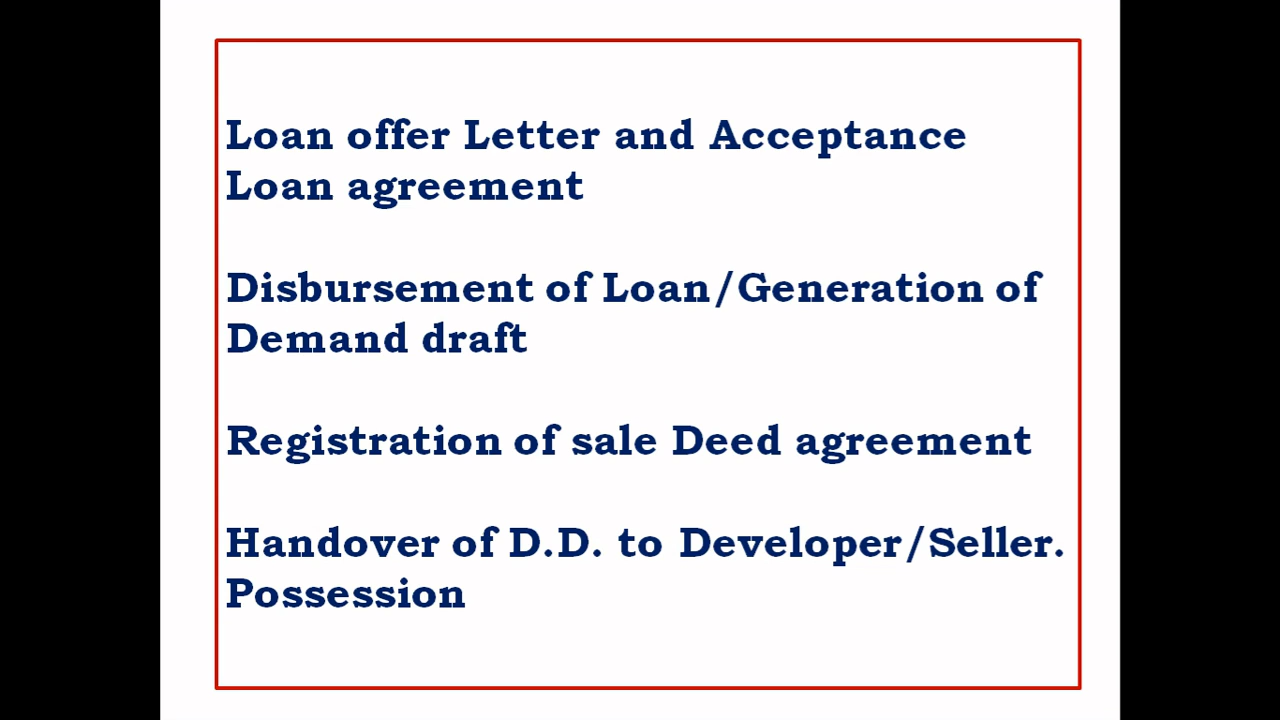 Loan offer Letter and Acceptance
Loan agreement
Disbursement of Loan/Generation of
Demand draft
Registration of sale Deed agreement
Handover of D.D. to Developer/Seller.
Possession